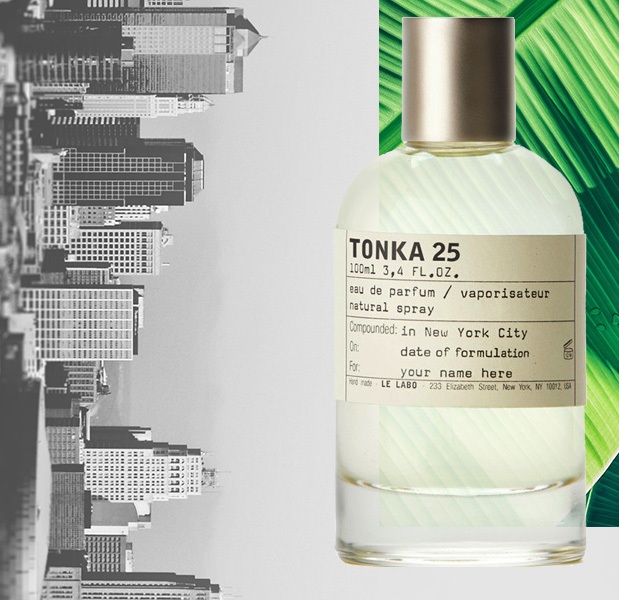 TONKA 25
100ml 3,4 FL.OZ.
eau de parfum / vaporisateur
natural spray
Compounded: in New York City
On: date of formulation
For: your name here
Hand made · LE LABO · 233 Elizabeth Street, New York, NY 10012, USA